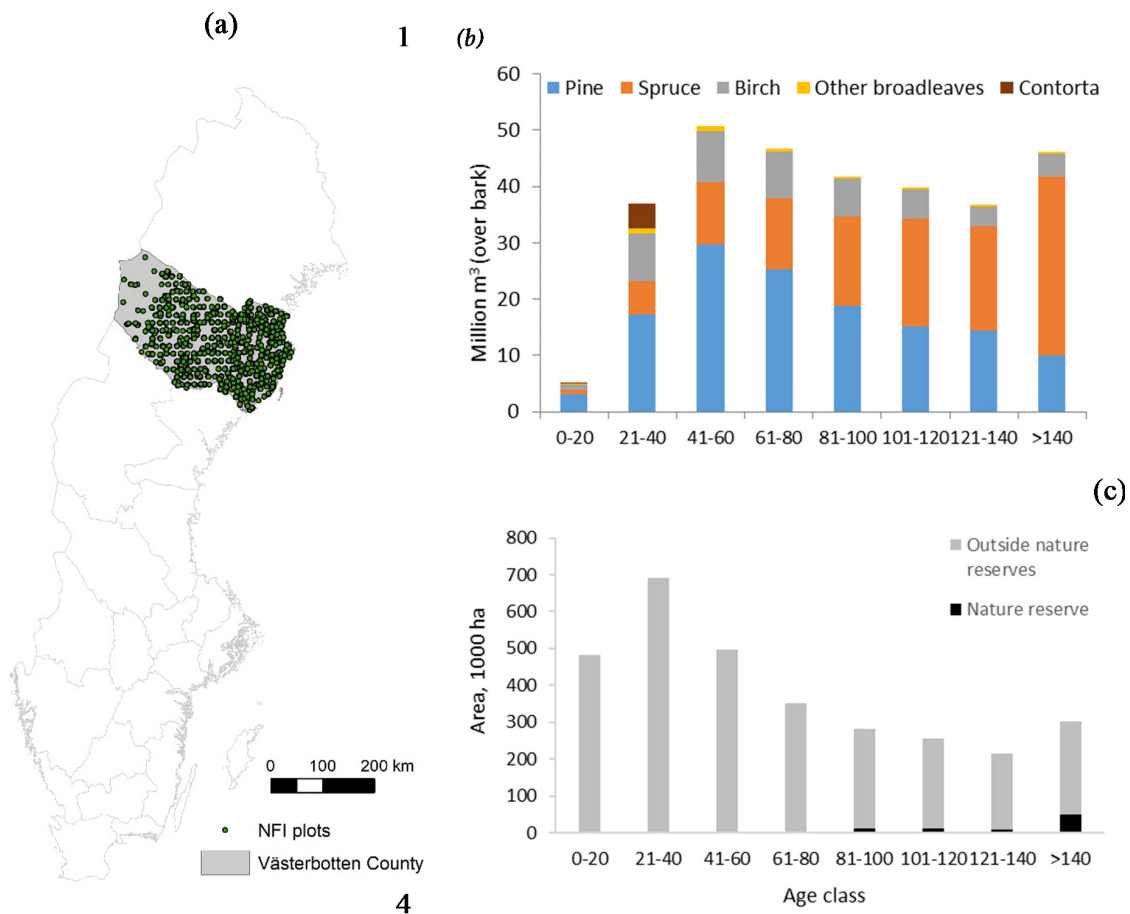 (a)
1
(b)
Pine Spruce Birch Other broadleaves Contorta
60
50
40
30
20
10
0
Million m³ (over bark)
0-20 21-40 41-60 61-80 81-100 101-120 121-140 >140
(c)
800
700
600
500
400
300
200
100
0
Area, 1000 ha
Outside nature
reserves
Nature reserve
0-20 21-40 41-60 61-80 81-100 101-120 121-140 >140
Age class
0 100 200 km
NFI plots
Västerbotten County
4